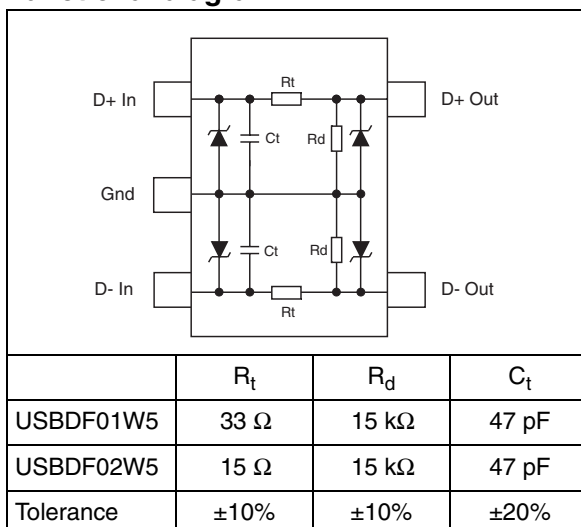 Rt
D+ In
D+ Out
Ct
Rd
Gnd
Ct
Rd
D- In
D- Out
Rt
Rt Rd Ct
USBDF01W5 33 Ω 15 kΩ 47 pF
USBDF02W5 15 Ω 15 kΩ 47 pF
Tolerance ±10% ±10% ±20%